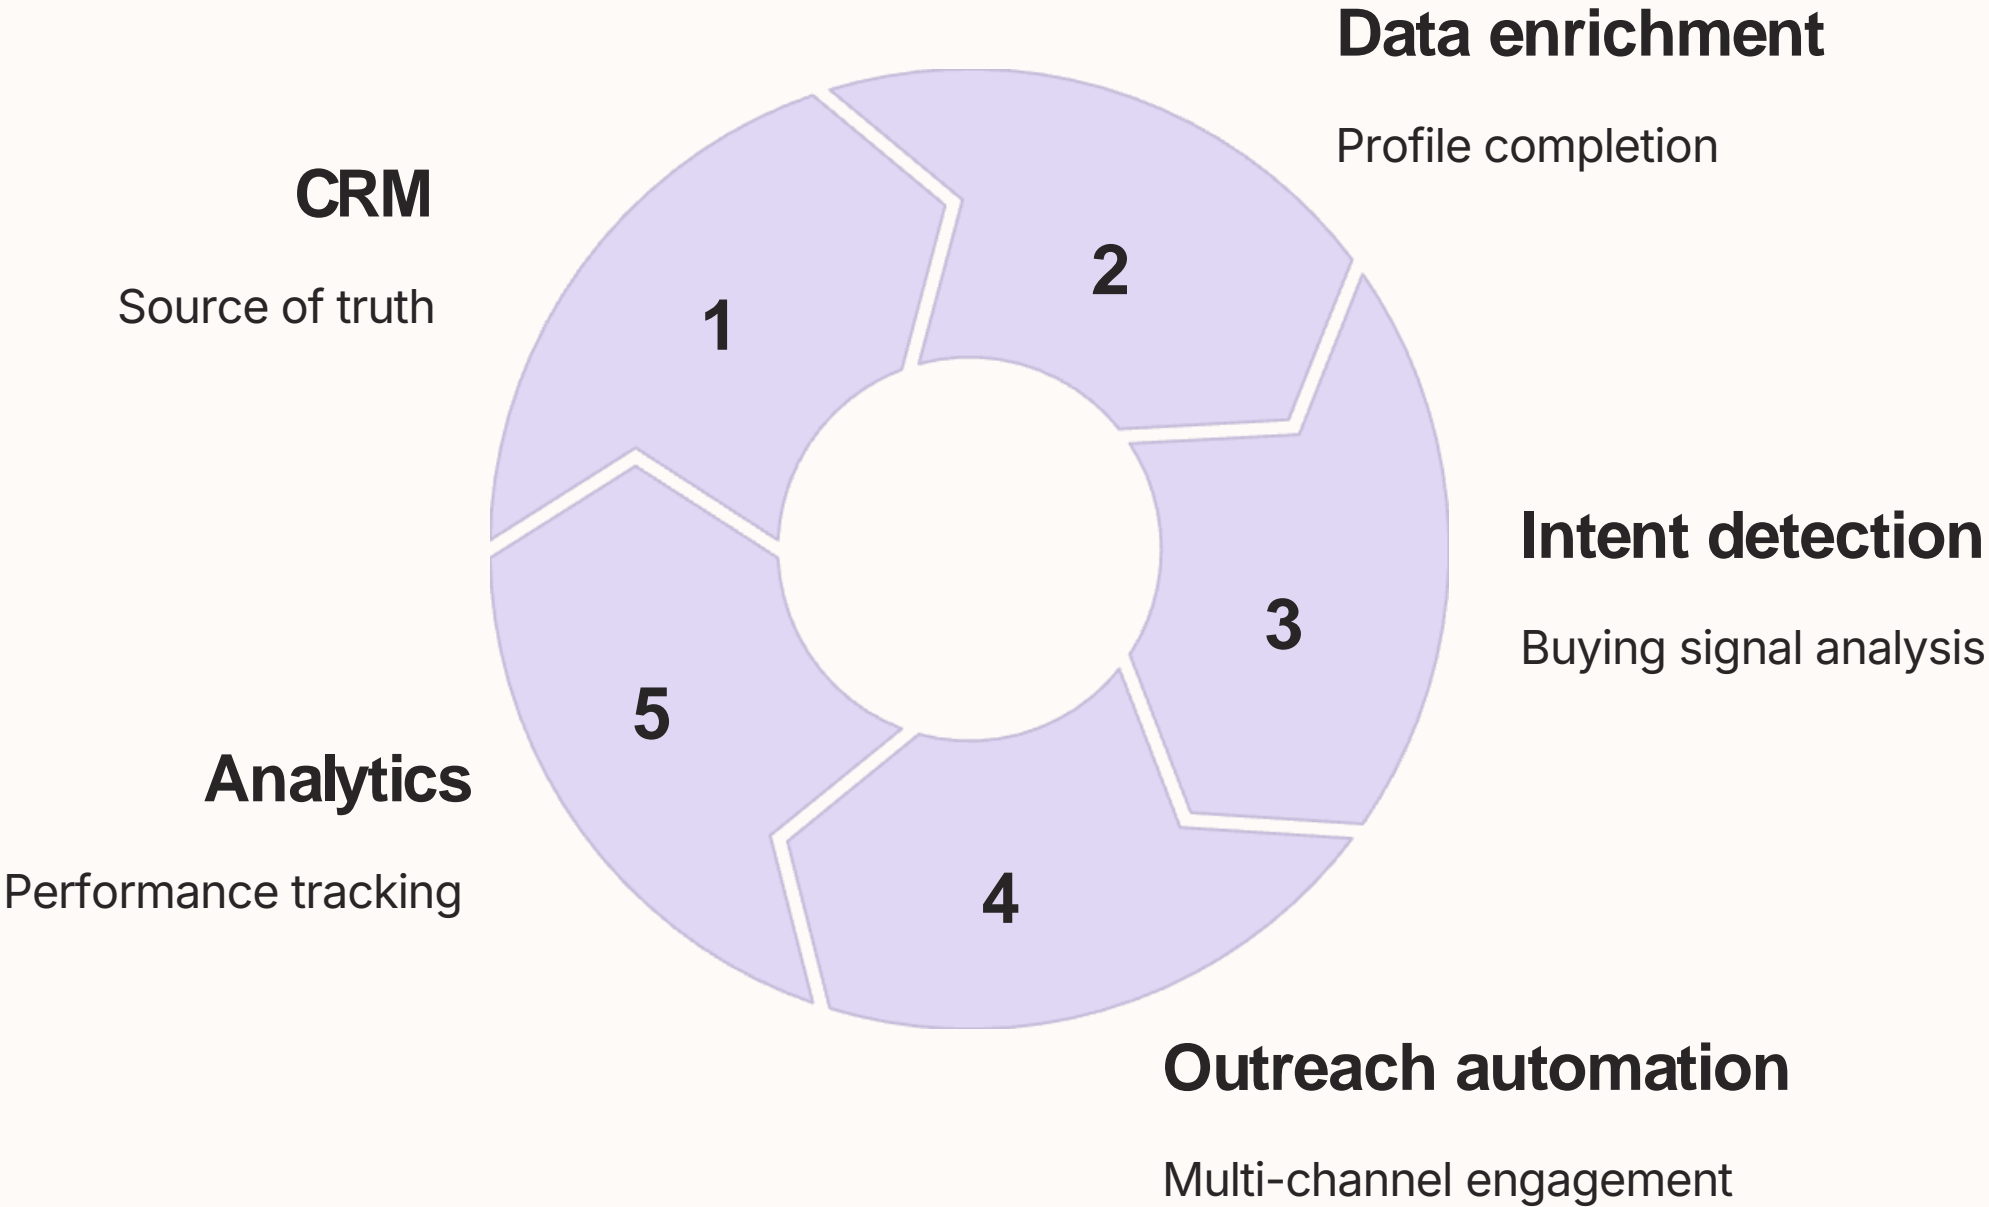 1
CRM
Source of truth
2
Data enrichment
Profile completion
3
Intent detection
Buying signal analysis
4
Outreach automation
Multi-channel engagement
5
Analytics
Performance tracking